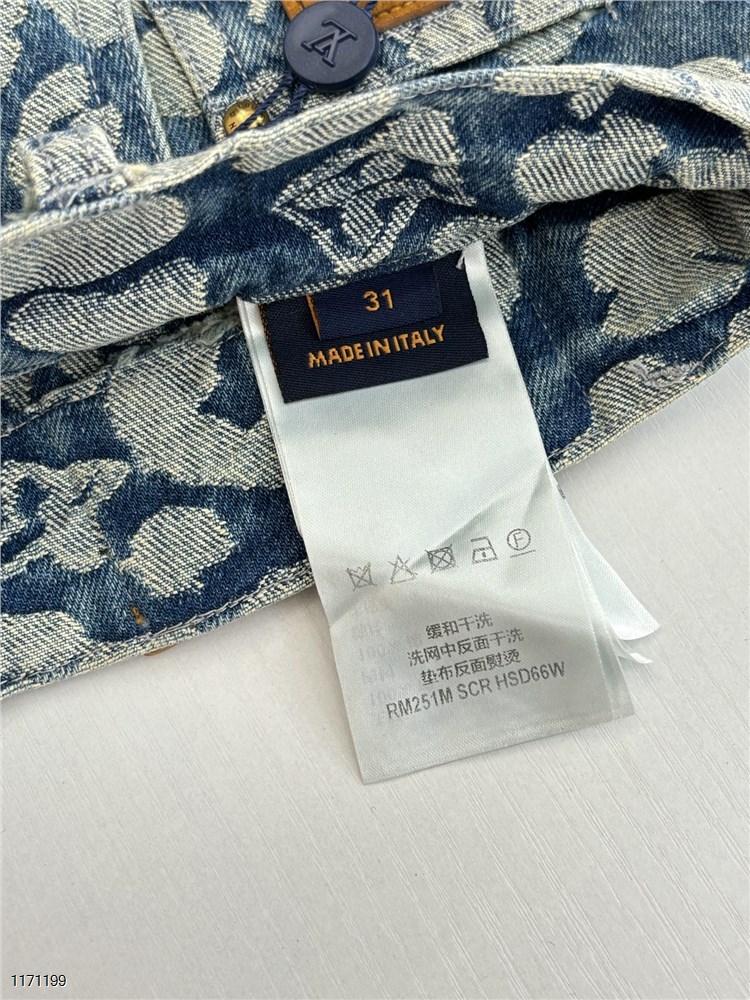 LV
31
MADE IN ITALY
F
缓和干洗
洗网中反面干洗
垫布反面熨烫
RM251M SCR HSD66W
1171199